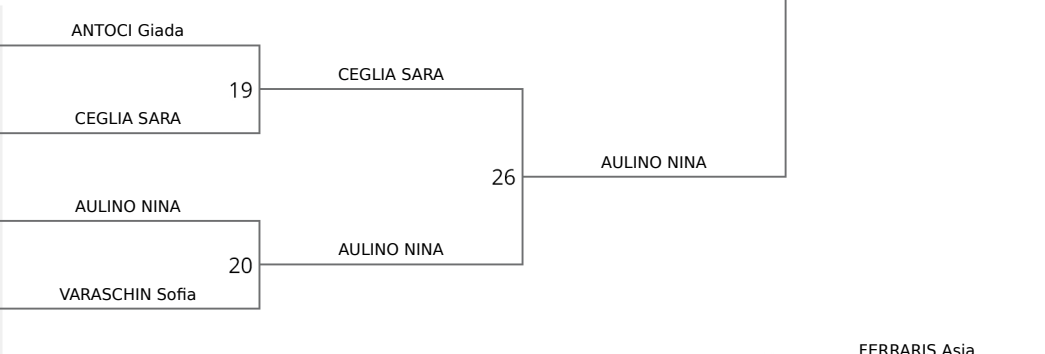 ANTOCI Giada
19
CEGLIA SARA
CEGLIA SARA
26
AULINO NINA
AULINO NINA
20
AULINO NINA
VARASCHIN Sofia
FERRARIS Asia